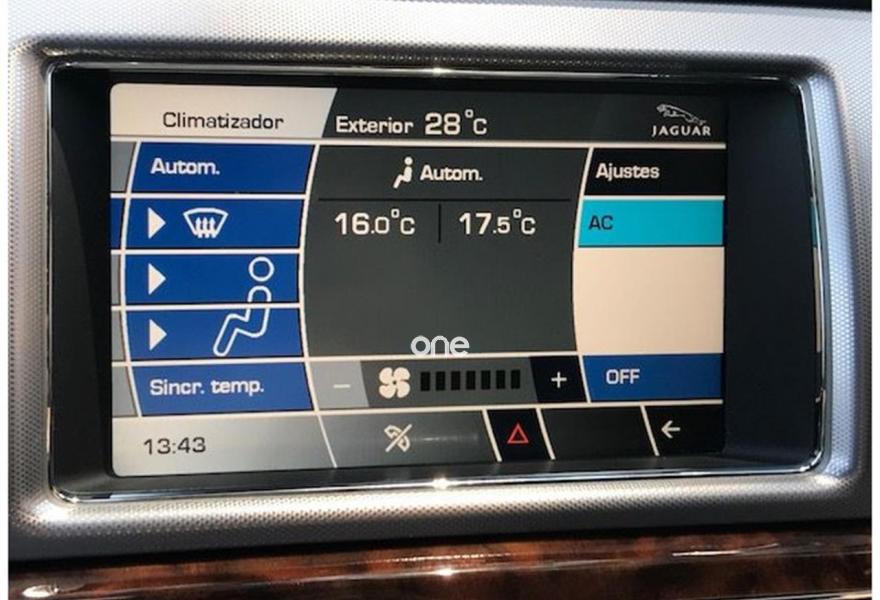 Climatizador
Exterior 28°C
JAGUAR
Autom.
Autom.
Ajustes
16.0°C
17.5°C
AC
one
Sincr. temp.
−
+
OFF
13:43